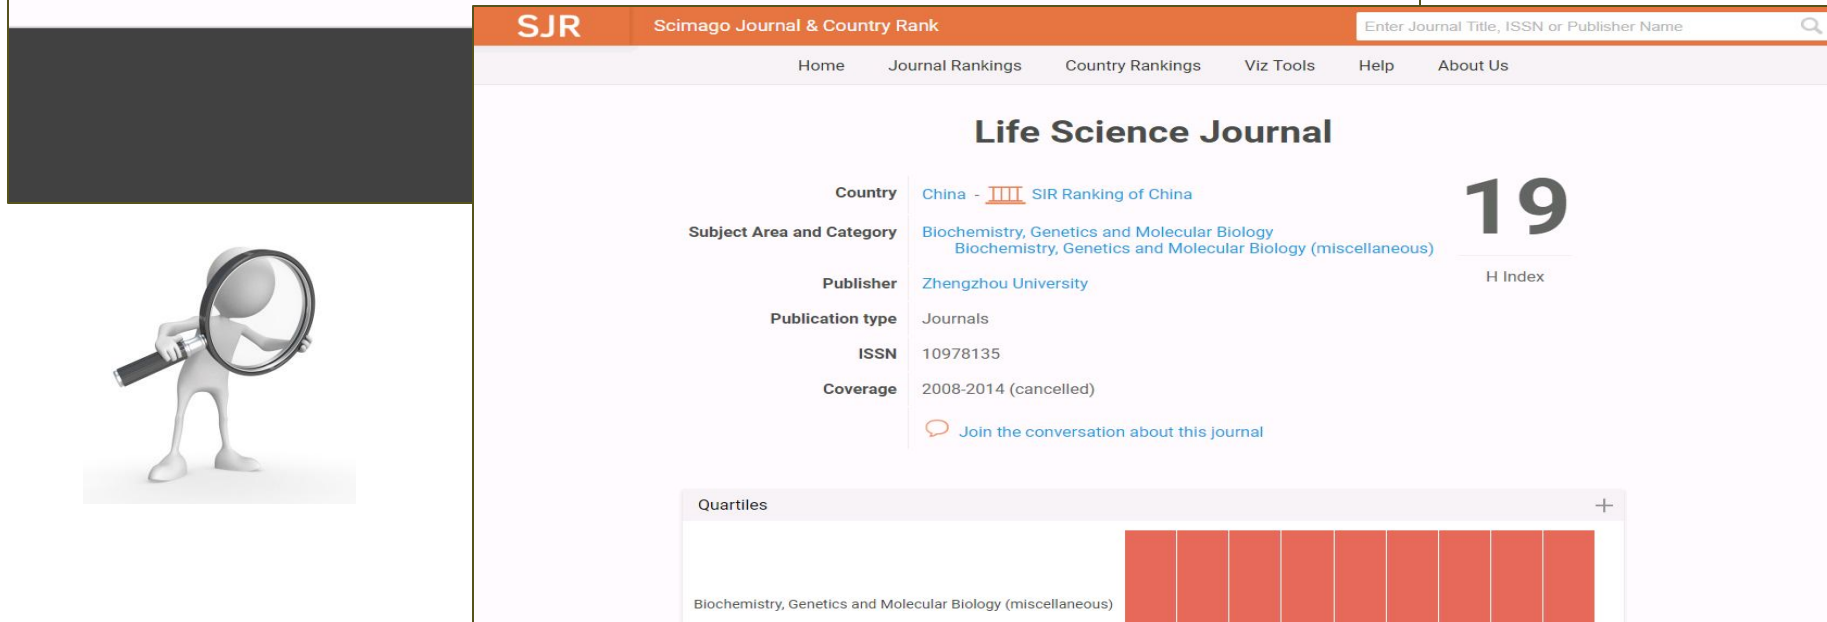 SJR
Scimago Journal & Country Rank
Enter Journal Title, ISSN or Publisher Name
Home Journal Rankings Country Rankings Viz Tools Help About Us
Life Science Journal
Country China - SIR Ranking of China
19
Subject Area and Category Biochemistry, Genetics and Molecular Biology
Biochemistry, Genetics and Molecular Biology (miscellaneous)
H Index
Publisher Zhengzhou University
Publication type Journals
ISSN 10978135
Coverage 2008-2014 (cancelled)
Join the conversation about this journal
Quartiles
Biochemistry, Genetics and Molecular Biology (miscellaneous)